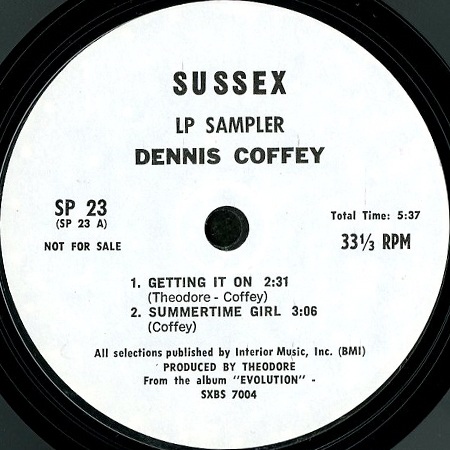 SUSSEX
LP SAMPLER
DENNIS COFFEY
SP 23
(SP 23 A)
NOT FOR SALE
Total Time: 5:37
33⅓ RPM
1. GETTING IT ON 2:31
(Theodore - Coffey)
2. SUMMERTIME GIRL 3:06
(Coffey)
All selections published by Interior Music, Inc. (BMI)
PRODUCED BY THEODORE
From the album "EVOLUTION" -
SXBS 7004